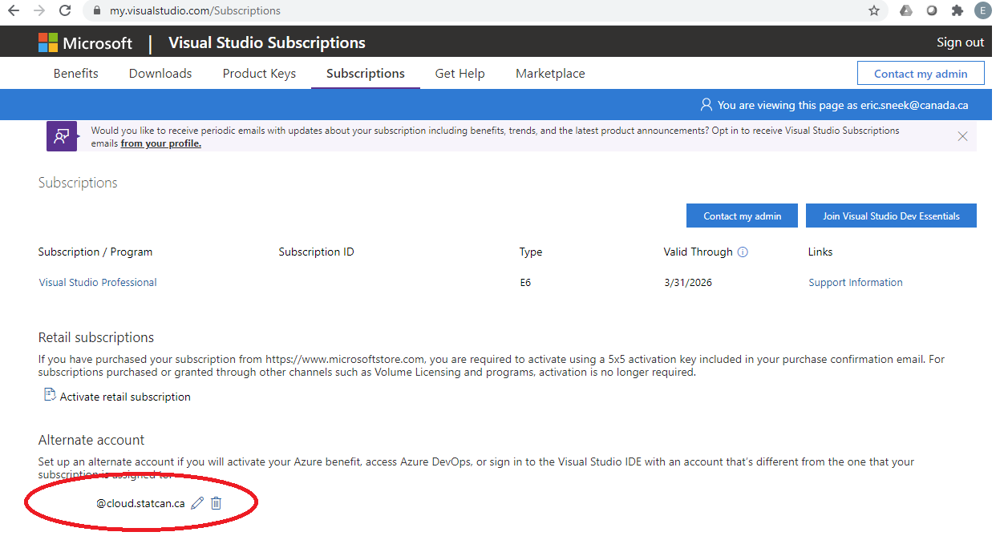 my.visualstudio.com/Subscriptions
E
Microsoft | Visual Studio Subscriptions
Sign out
Benefits Downloads Product Keys Subscriptions Get Help Marketplace
Contact my admin
You are viewing this page as eric.sneek@canada.ca
Would you like to receive periodic emails with updates about your subscription including benefits, trends, and the latest product announcements? Opt in to receive Visual Studio Subscriptions
emails from your profile.
Subscriptions
Contact my admin
Join Visual Studio Dev Essentials
Subscription / Program Subscription ID Type Valid Through Links
Visual Studio Professional E6 3/31/2026 Support Information
Retail subscriptions
If you have purchased your subscription from https://www.microsoftstore.com, you are required to activate using a 5x5 activation key included in your purchase confirmation email. For
subscriptions purchased or granted through other channels such as Volume Licensing and programs, activation is no longer required.
Activate retail subscription
Alternate account
Set up an alternate account if you will activate your Azure benefit, access Azure DevOps, or sign in to the Visual Studio IDE with an account that's different from the one that your
subscription is assigned to.
@cloud.statcan.ca